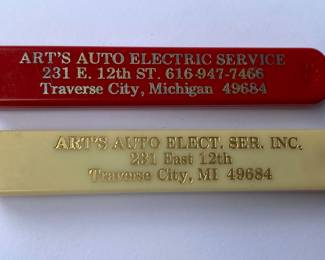 ART'S AUTO ELECTRIC SERVICE
231 E. 12th ST. 616-947-7466
Traverse City, Michigan 49684
ART'S AUTO ELECT. SER. INC.
231 East 12th
Traverse City, MI 49684